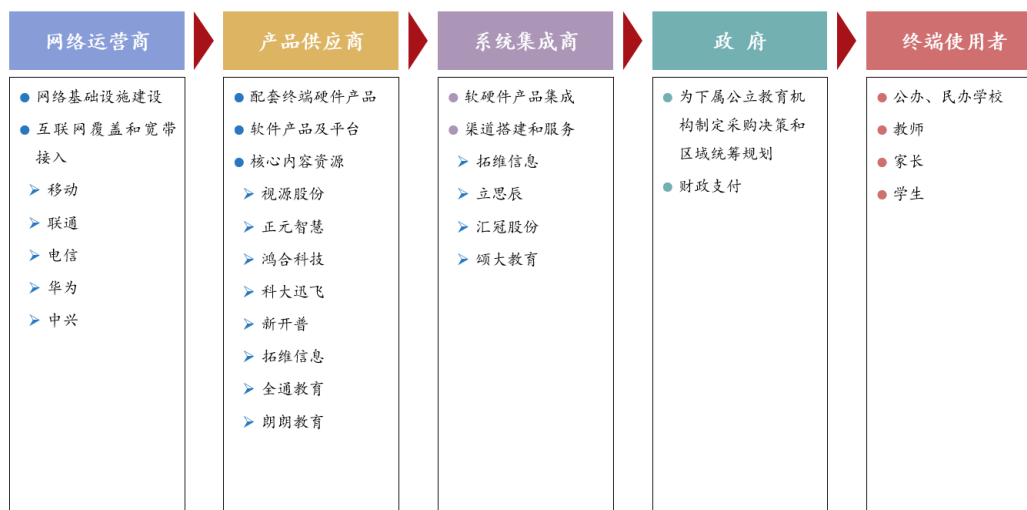 网络运营商
网络基础设施建设
互联网覆盖和宽带
接入
移动
联通
电信
华为
中兴
产品供应商
配套终端硬件产品
软件产品及平台
核心内容资源
视源股份
正元智慧
鸿合科技
科大迅飞
新开普
拓维信息
全通教育
朗朗教育
系统集成商
软硬件产品集成
渠道搭建和服务
拓维信息
立思辰
汇冠股份
颂大教育
政 府
为下属公立教育机
构制定采购决策和
区域统筹规划
财政支付
终端使用者
公办、民办学校
教师
家长
学生